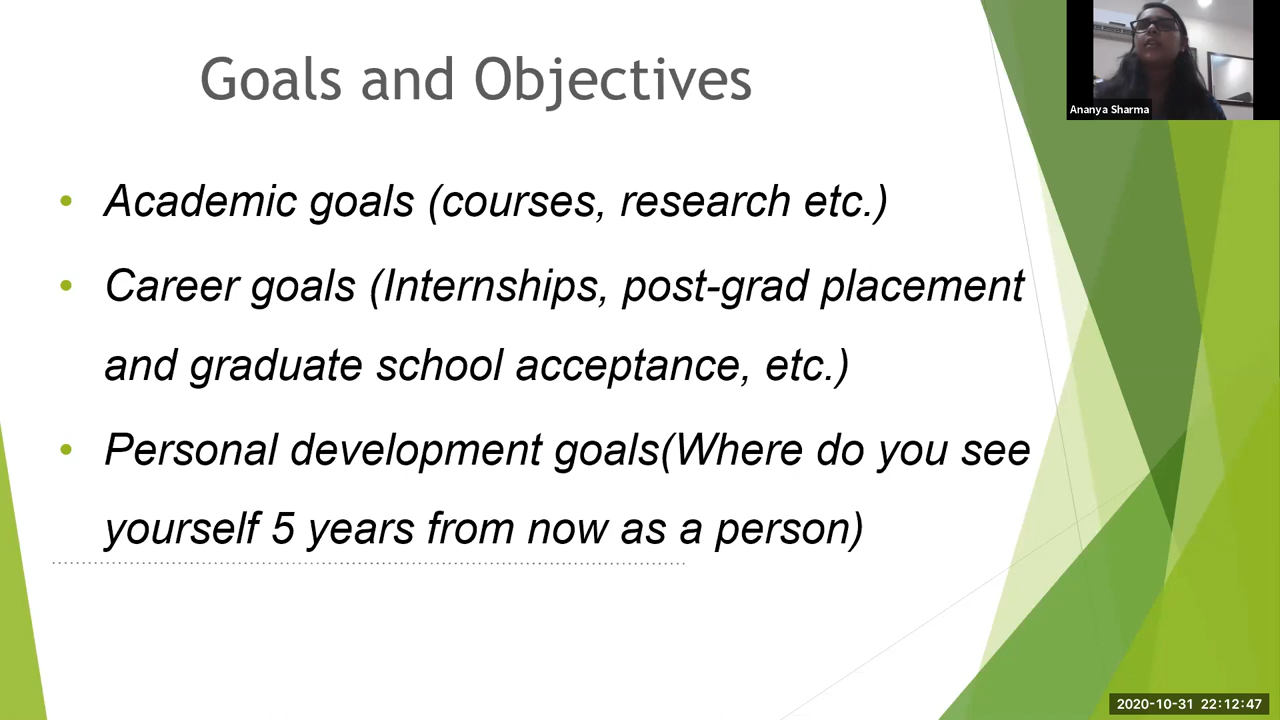 Goals and Objectives
Ananya Sharma
• Academic goals (courses, research etc.)
• Career goals (Internships, post-grad placement
and graduate school acceptance, etc.)
• Personal development goals(Where do you see
yourself 5 years from now as a person)
2020-10-31 22:12:47